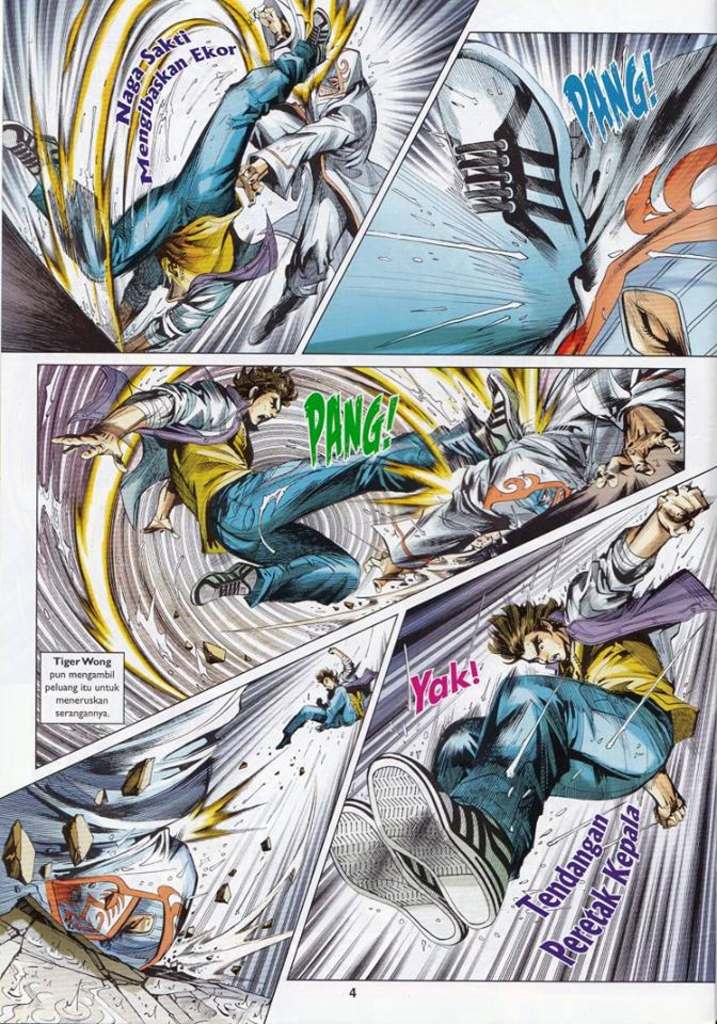 Naga Sakti
Mengibaskan Ekor
PANG!
PANG!
Tiger Wong
pun mengambil
peluang itu untuk
meneruskan
serangannya.
Yak!
Tendangan
Peretak Kepala
4